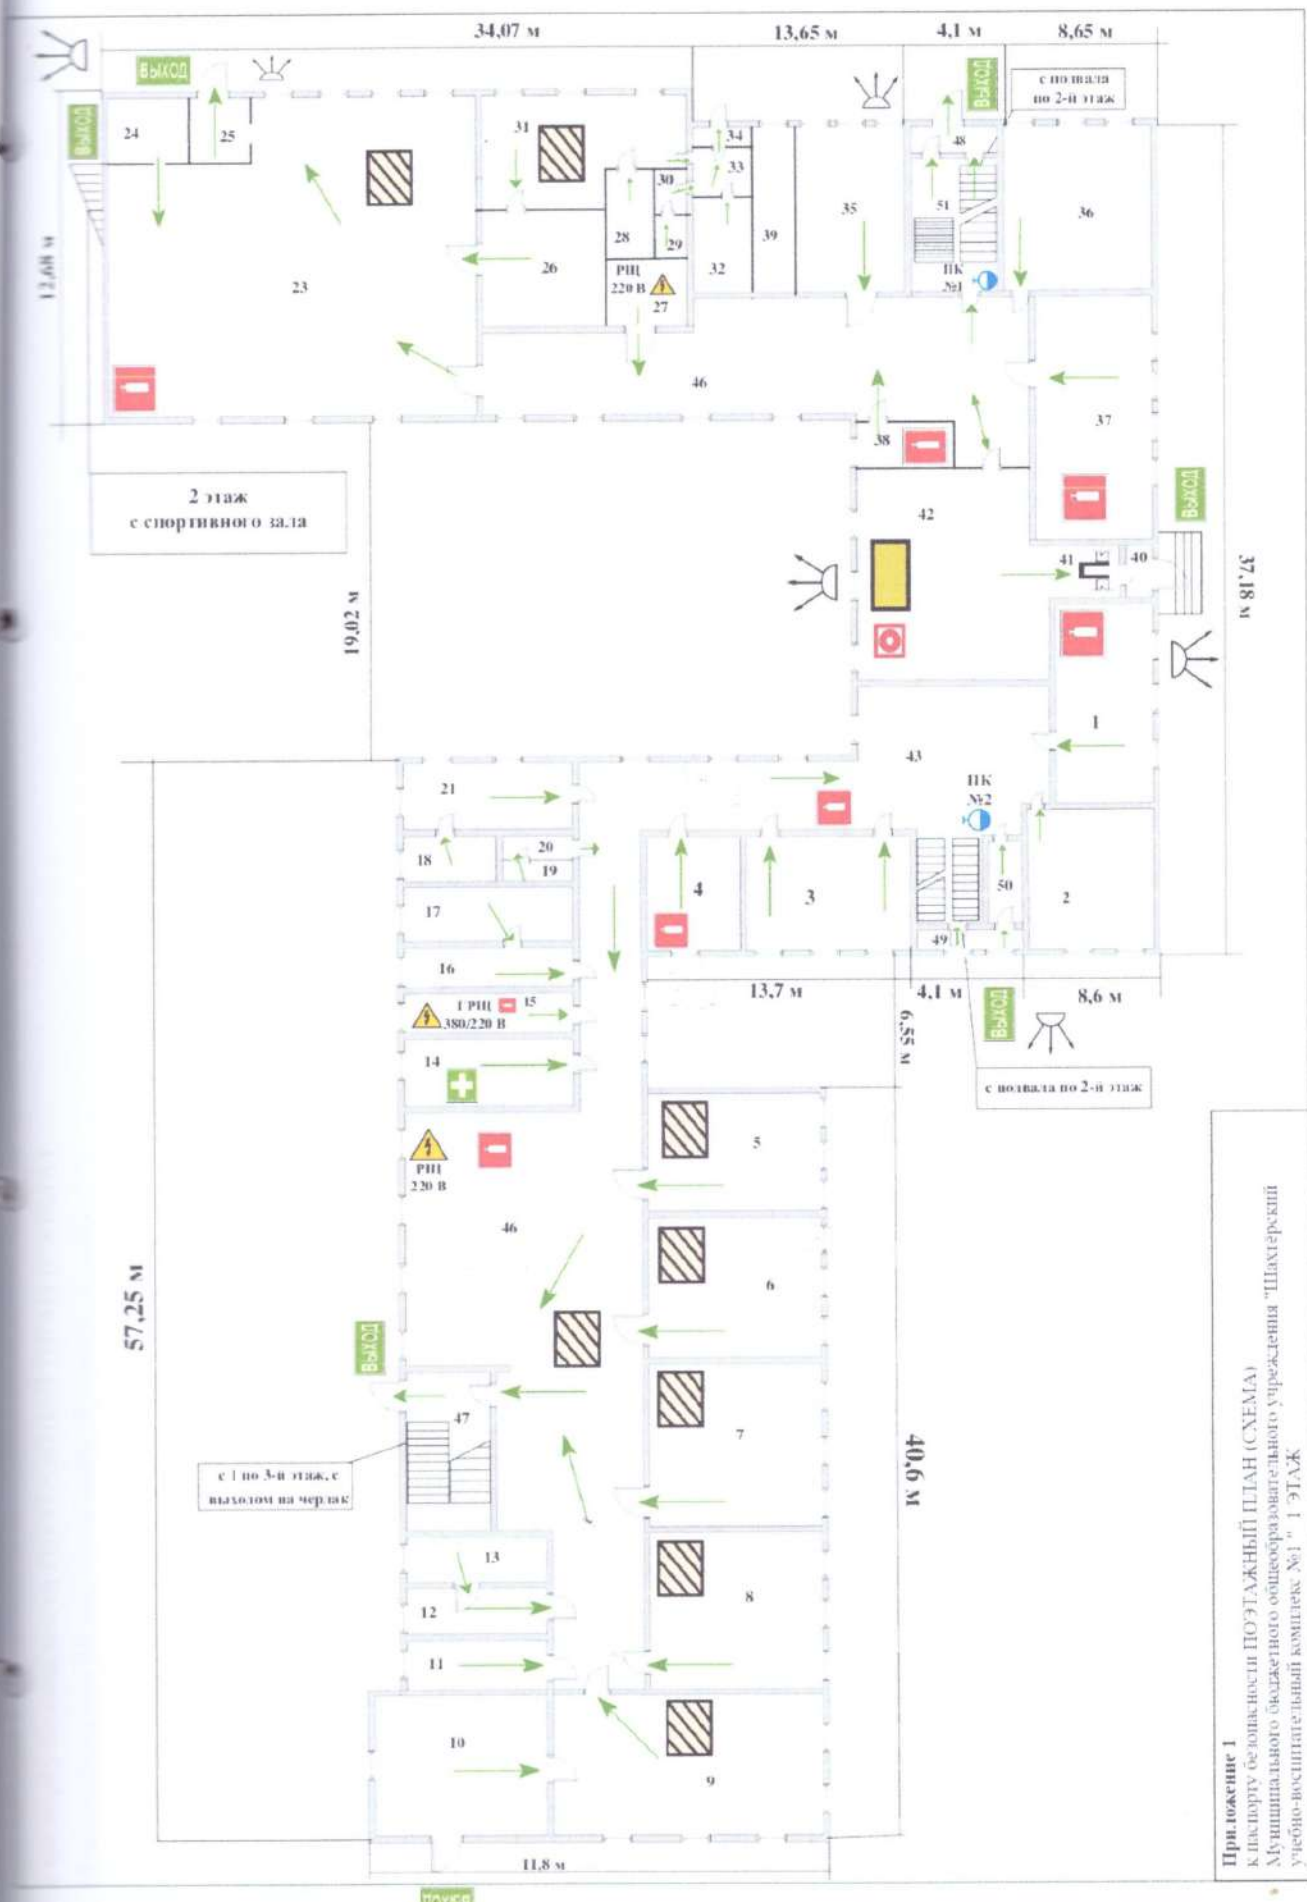 34,07 м
13,65 м
4,1 м
8,65 м
ВЫХОД
ВЫХОД
ВЫХОД
с подвала
по 2-й этаж
24
25
31
34
33
30
48
51
36
35
39
32
28
29
26
РЩ
220 В
27
ПК
№1
23
12,68 м
46
37
38
2 этаж
с спортивного зала
42
ВЫХОД
41
40
37,18 м
19,02 м
1
43
ПК
№2
21
20
19
18
17
4
3
50
2
49
16
ГРЩ
380/220 В
15
14
13,7 м
4,1 м
8,6 м
6,55 м
ВЫХОД
с подвала по 2-й этаж
РЩ
220 В
5
46
6
57,25 м
ВЫХОД
47
7
40,6 м
с 1 по 3-й этаж, с
выходом на чердак
13
12
8
11
10
9
11,8 м
Приложение 1
к паспорту безопасности ПОЭТАЖНЫЙ ПЛАН (СХЕМА)
Муниципального бюджетного общеобразовательного учреждения "Шахтёрский
учебно-воспитательный комплекс №1" 1 ЭТАЖ